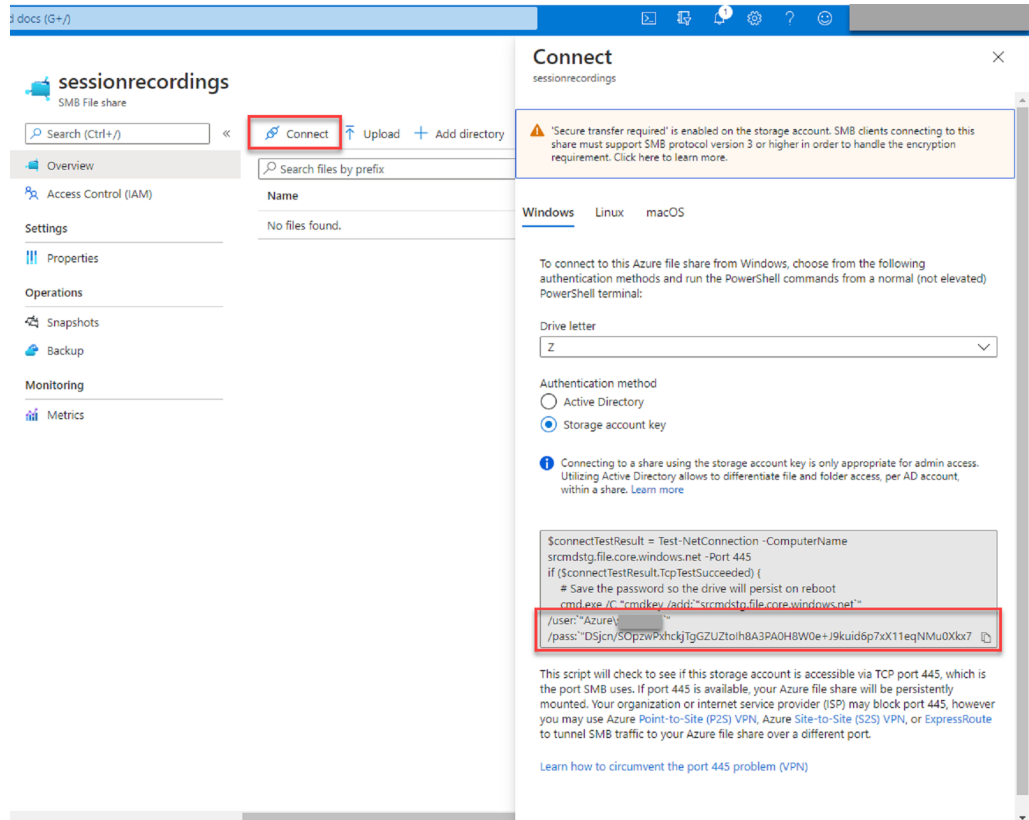 d docs (G+/)
1
sessionrecordings
SMB File share
Search (Ctrl+/)
«
Overview
Access Control (IAM)
Settings
Properties
Operations
Snapshots
Backup
Monitoring
Metrics
Connect
Upload
Add directory
Search files by prefix
Name
No files found.
Connect
sessionrecordings
'Secure transfer required' is enabled on the storage account. SMB clients connecting to this
share must support SMB protocol version 3 or higher in order to handle the encryption
requirement. Click here to learn more.
Windows Linux macOS
To connect to this Azure file share from Windows, choose from the following
authentication methods and run the PowerShell commands from a normal (not elevated)
PowerShell terminal:
Drive letter
Z
Authentication method
Active Directory
Storage account key
Connecting to a share using the storage account key is only appropriate for admin access.
Utilizing Active Directory allows to differentiate file and folder access, per AD account,
within a share. Learn more
$connectTestResult = Test-NetConnection -ComputerName
srcmdstg.file.core.windows.net -Port 445
if ($connectTestResult.TcpTestSucceeded) {
# Save the password so the drive will persist on reboot
cmd.exe /C "cmdkey /add:`"srcmdstg.file.core.windows.net`"
/user:`"Azure\
/pass:`"DSjcn/SOpzwPxhckjTgGZUZtoIh8A3PA0H8W0e+J9kuid6p7xX11eqNMu0Xkx7
This script will check to see if this storage account is accessible via TCP port 445, which is
the port SMB uses. If port 445 is available, your Azure file share will be persistently
mounted. Your organization or internet service provider (ISP) may block port 445, however
you may use Azure Point-to-Site (P2S) VPN, Azure Site-to-Site (S2S) VPN, or ExpressRoute
to tunnel SMB traffic to your Azure file share over a different port.
Learn how to circumvent the port 445 problem (VPN)